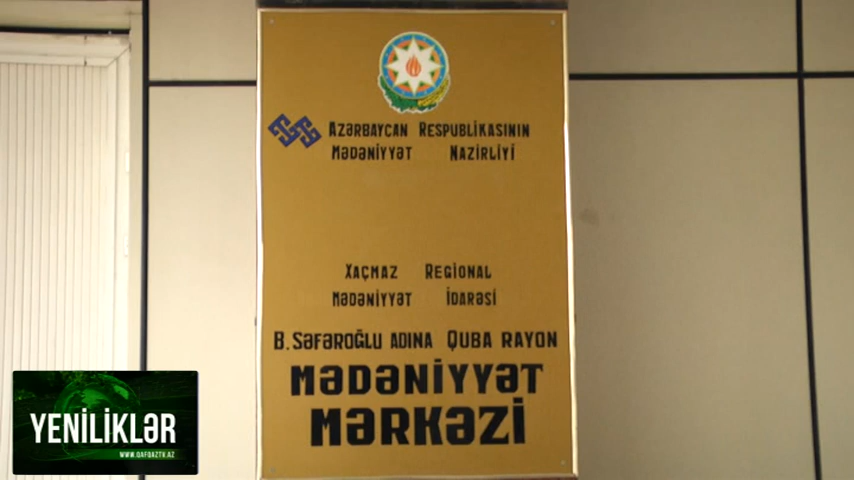 Azərbaycan Respublikasının
Mədəniyyət Nazirliyi
Xaçmaz Regional
Mədəniyyət İdarəsi
B. Səfəroğlu adına Quba rayon
Mədəniyyət
Mərkəzi
YENİLİKLƏR
WWW.QAFQAZTV.AZ